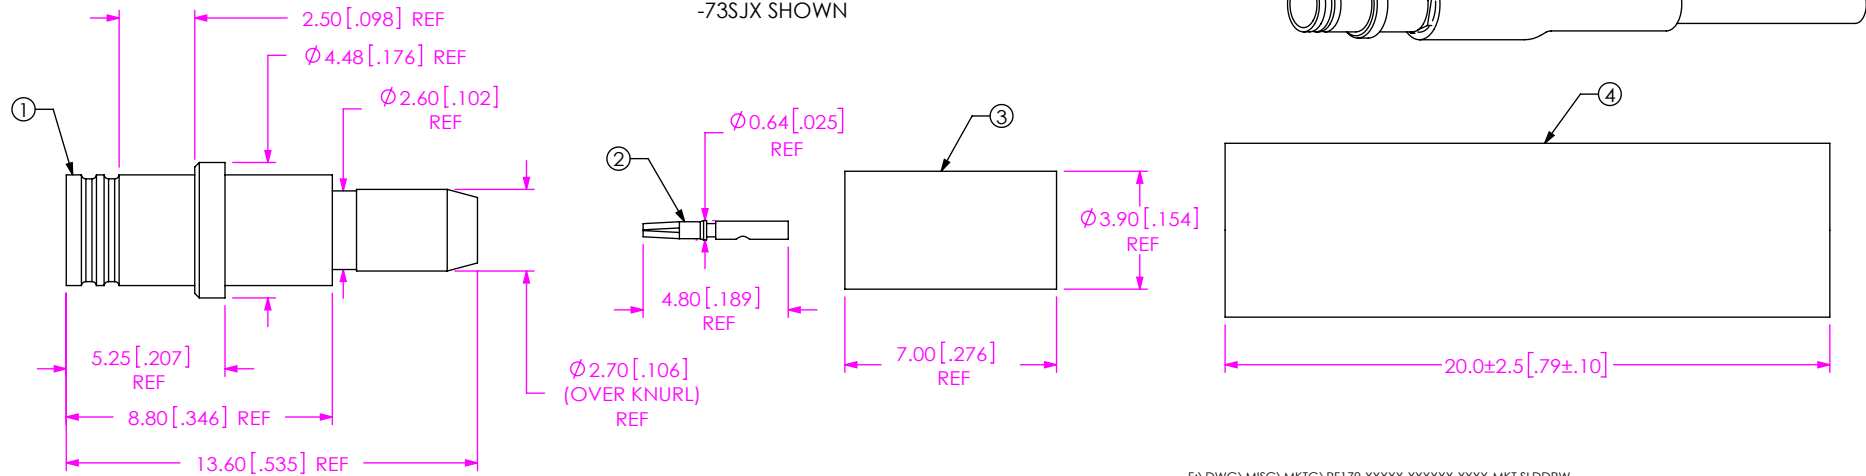 -73SJX SHOWN
2.50 [.098] REF
Ø4.48 [.176] REF
Ø2.60 [.102]
REF
1
5.25 [.207]
REF
8.80 [.346] REF
13.60 [.535] REF
Ø2.70 [.106]
(OVER KNURL)
REF
2
Ø0.64 [.025]
REF
4.80 [.189]
REF
3
Ø3.90 [.154]
REF
7.00 [.276]
REF
4
20.0±2.5 [.79±.10]